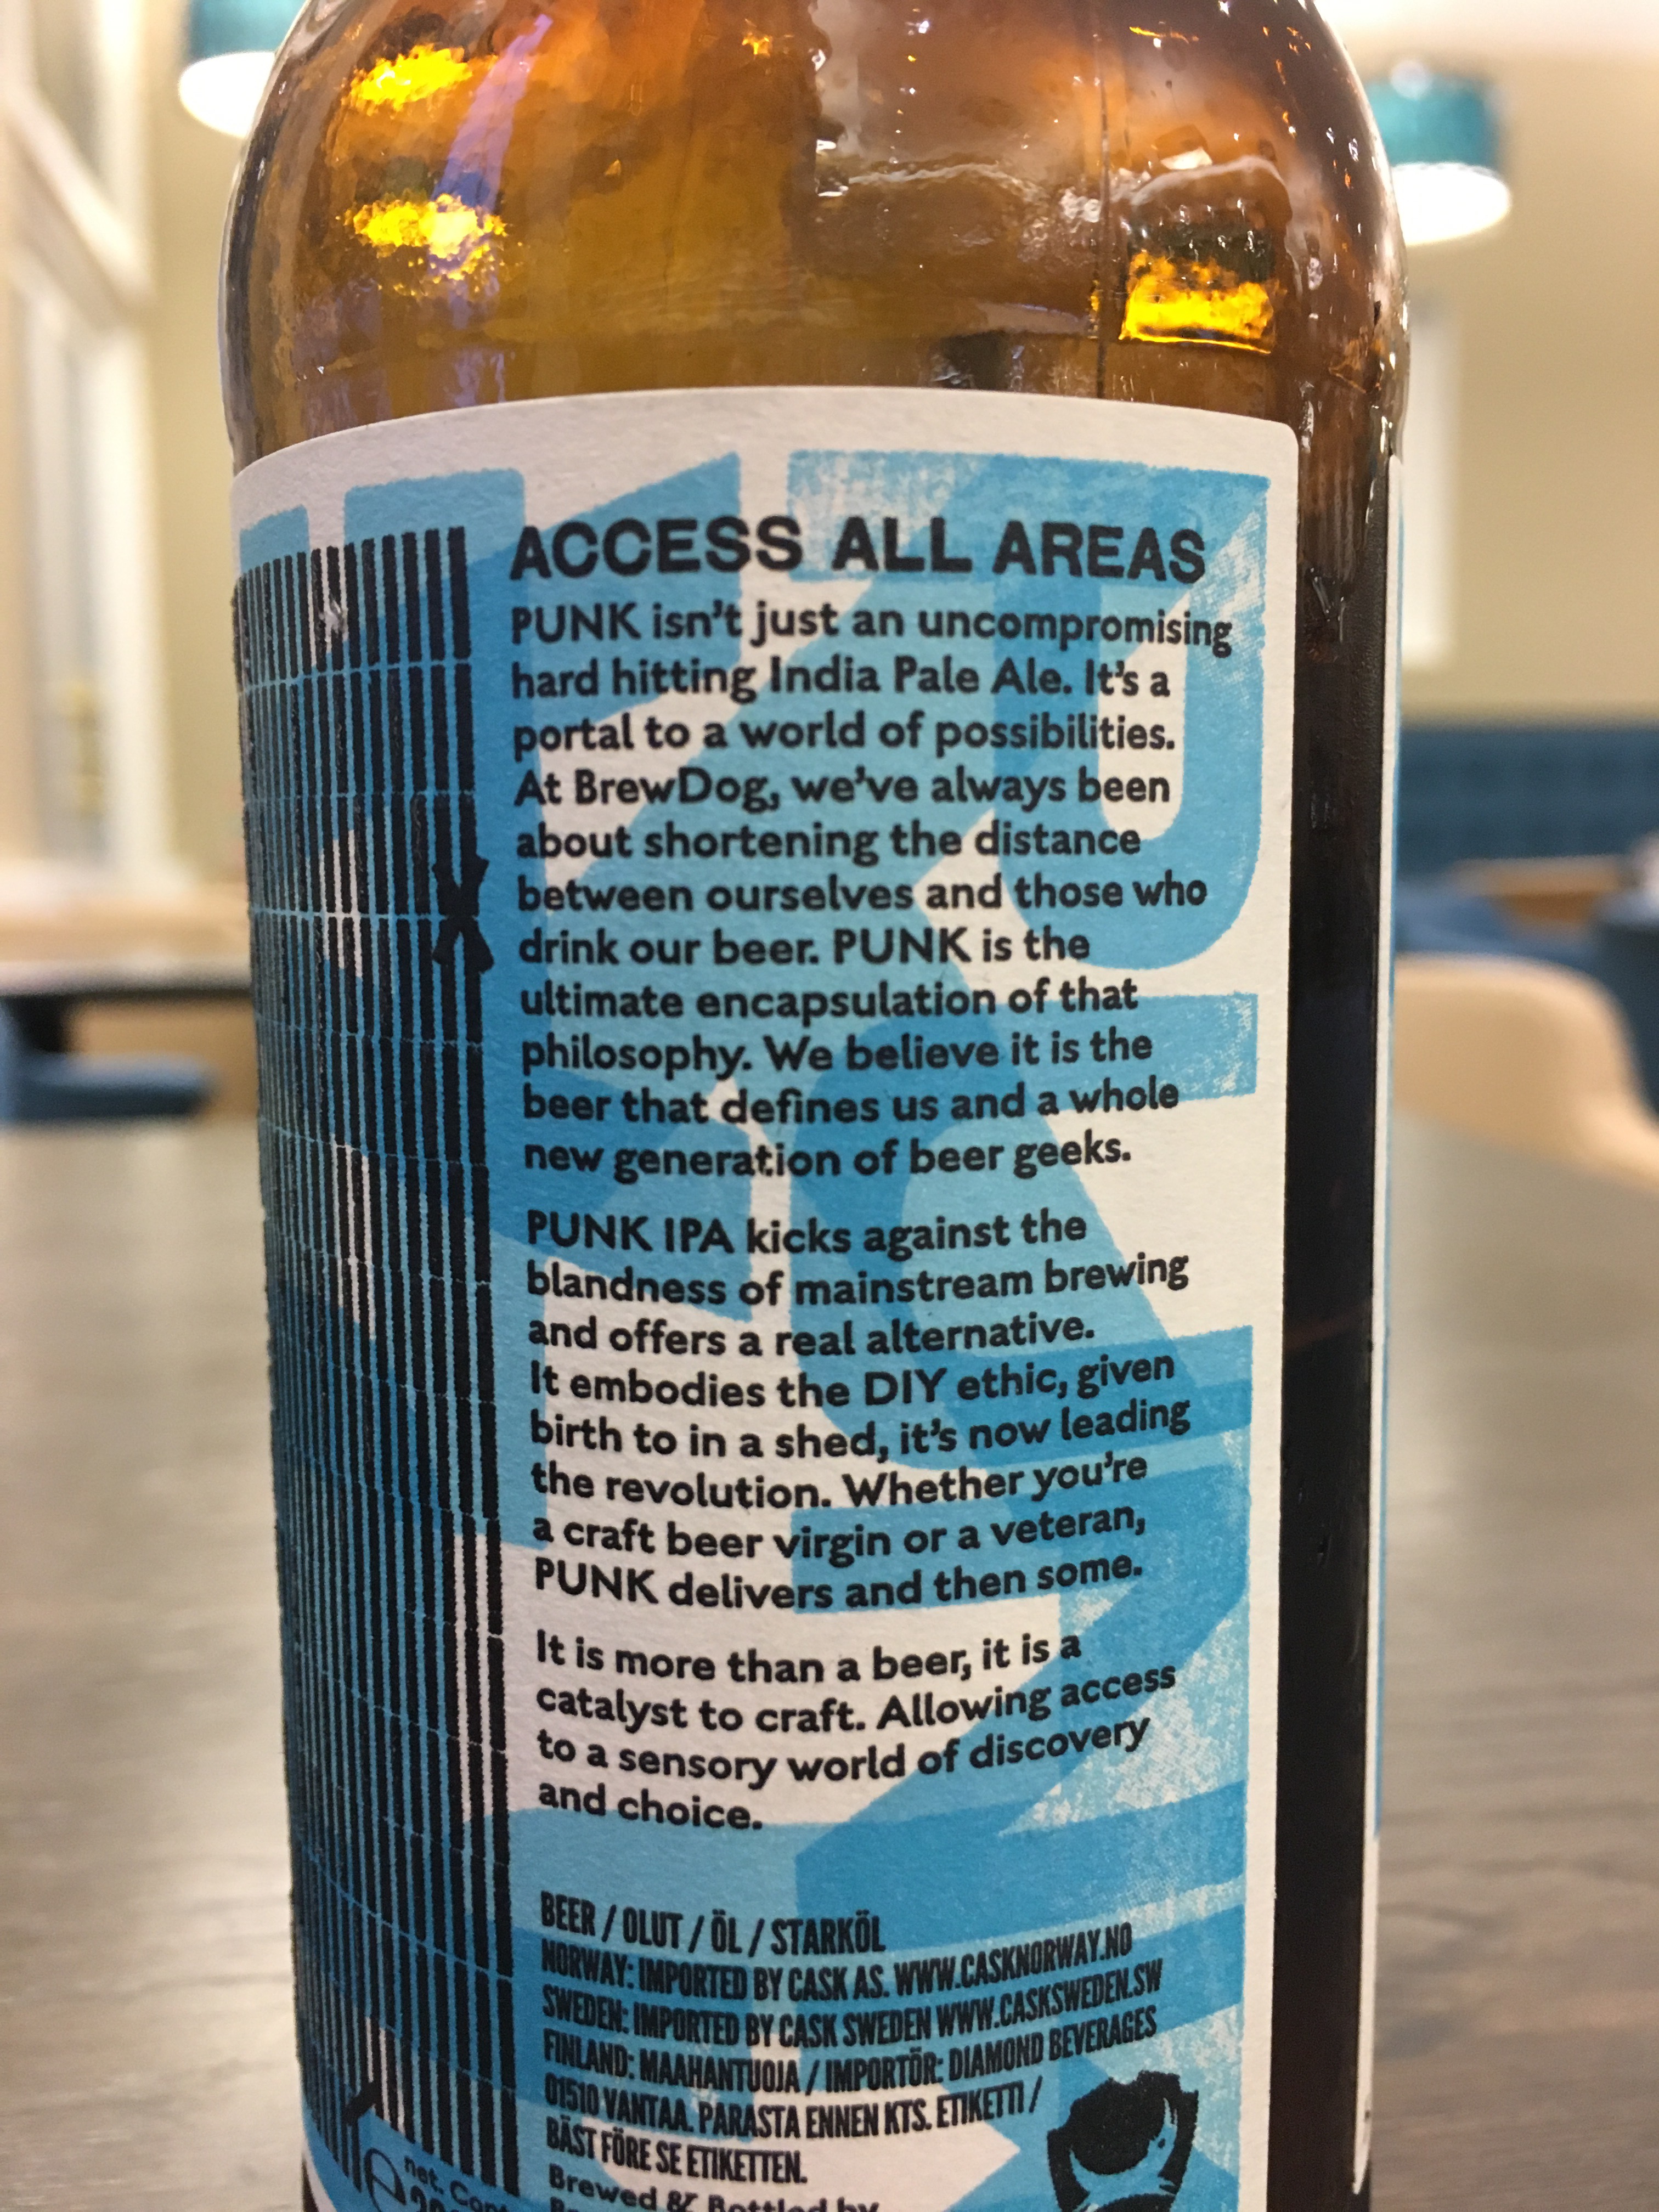 ACCESS ALL AREAS
PUNK isn't just an uncompromising
hard hitting India Pale Ale. It's a
portal to a world of possibilities.
At BrewDog, we've always been
about shortening the distance
between ourselves and those who
drink our beer. PUNK is the
ultimate encapsulation of that
philosophy. We believe it is the
beer that defines us and a whole
new generation of beer geeks.
PUNK IPA kicks against the
blandness of mainstream brewing
and offers a real alternative.
It embodies the DIY ethic, given
birth to in a shed, it's now leading
the revolution. Whether you're
a craft beer virgin or a veteran,
PUNK delivers and then some.
It is more than a beer, it is a
catalyst to craft. Allowing access
to a sensory world of discovery
and choice.
BEER / OLUT / ÖL / STARKÖL
NORWAY: IMPORTED BY CASK AS. WWW.CASKNORWAY.NO
SWEDEN: IMPORTED BY CASK SWEDEN WWW.CASKSWEDEN.SW
FINLAND: MAAHANTUOJA / IMPORTÖR: DIAMOND BEVERAGES
01510 VANTAA. PARASTA ENNEN KTS. ETIKETTI /
BÄST FÖRE SE ETIKETTEN.
Brewed & Bottled by
net.